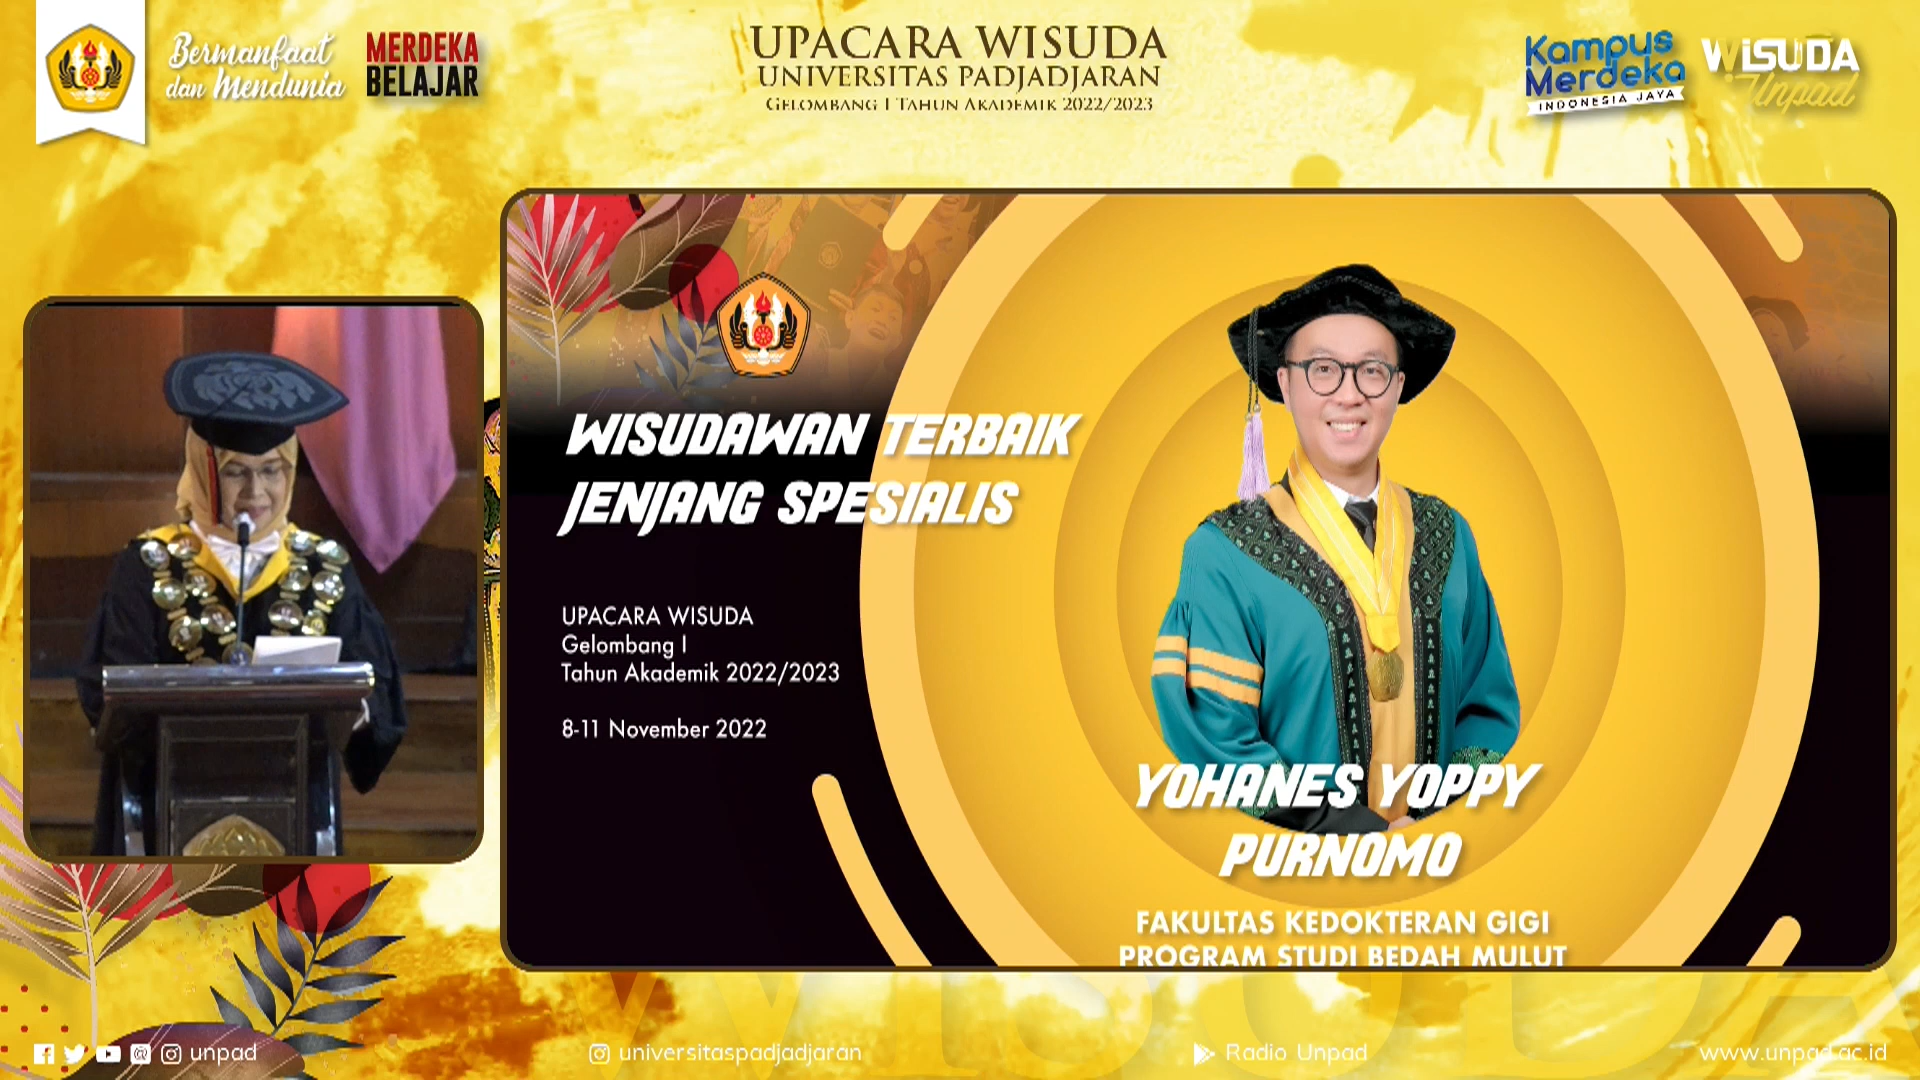 Bermanfaat
dan Mendunia
MERDEKA
BELAJAR
UPACARA WISUDA
UNIVERSITAS PADJADJARAN
GELOMBANG I TAHUN AKADEMIK 2022/2023
Kampus
Merdeka
INDONESIA JAYA
WISUDA
Unpad
WISUDAWAN TERBAIK
JENJANG SPESIALIS
UPACARA WISUDA
Gelombang I
Tahun Akademik 2022/2023
8-11 November 2022
YOHANES YOPPY
PURNOMO
FAKULTAS KEDOKTERAN GIGI
PROGRAM STUDI BEDAH MULUT
WISUDA
unpad
universitaspadjadjaran
Radio Unpad
www.unpad.ac.id